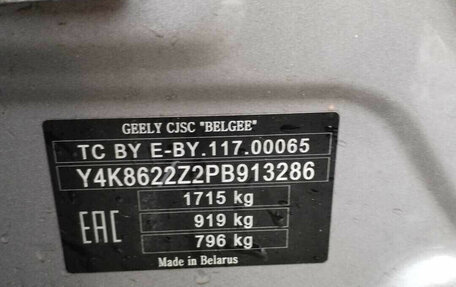 GEELY CJSC "BELGEE"
TC BY E-BY.117.00065
Y4K8622Z2PB913286
1715 kg
EAC
919 kg
796 kg
Made in Belarus